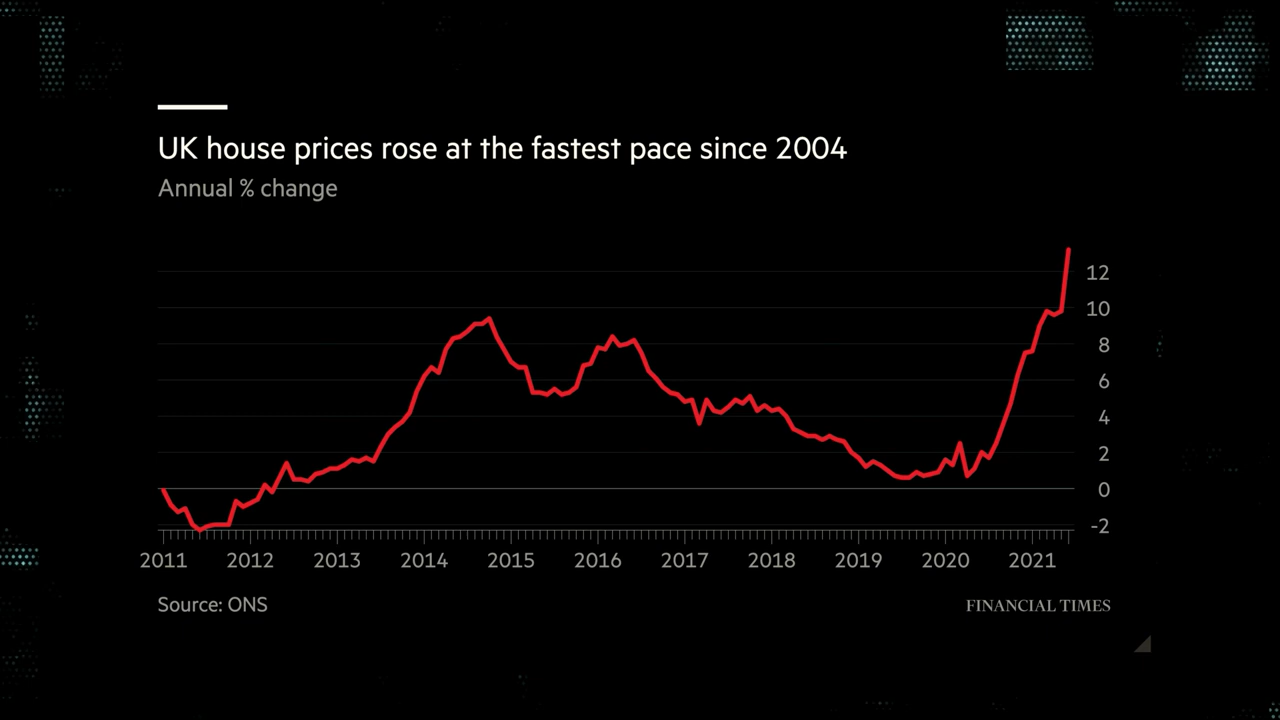 UK house prices rose at the fastest pace since 2004
Annual % change
12
10
8
6
4
2
0
-2
2011 2012 2013 2014 2015 2016 2017 2018 2019 2020 2021
Source: ONS
FINANCIAL TIMES